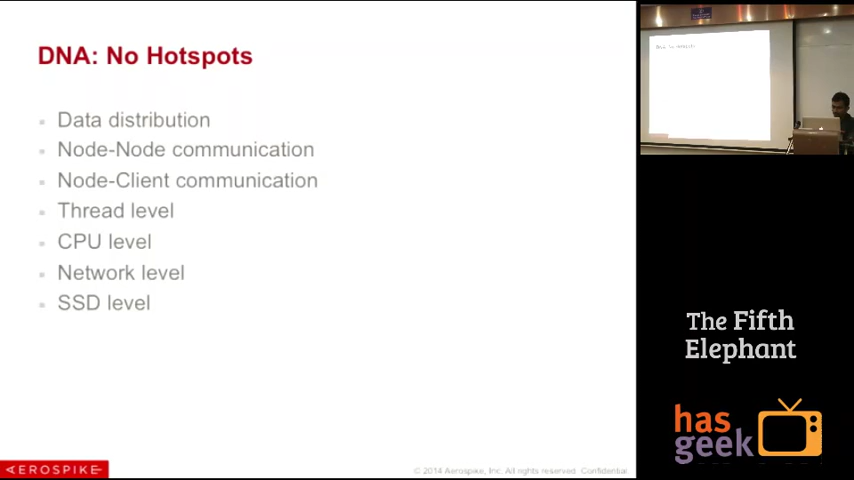 DNA: No Hotspots
Data distribution
Node-Node communication
Node-Client communication
Thread level
CPU level
Network level
SSD level
AEROSPIKE
© 2014 Aerospike, Inc. All rights reserved. Confidential
The Fifth
Elephant
has
geek